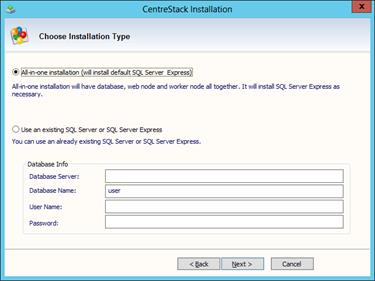 CentreStack Installation
Choose Installation Type
All-in-one installation (will install default SQL Server Express)
All-in-one installation will have database, web node and worker node all together. It will install SQL Server Express as
necessary.
Use an existing SQL Server or SQL Server Express
You can use an already existing SQL Server or SQL Server Express.
Database Info
Database Server:
Database Name: user
User Name:
Password:
< Back Next > Cancel